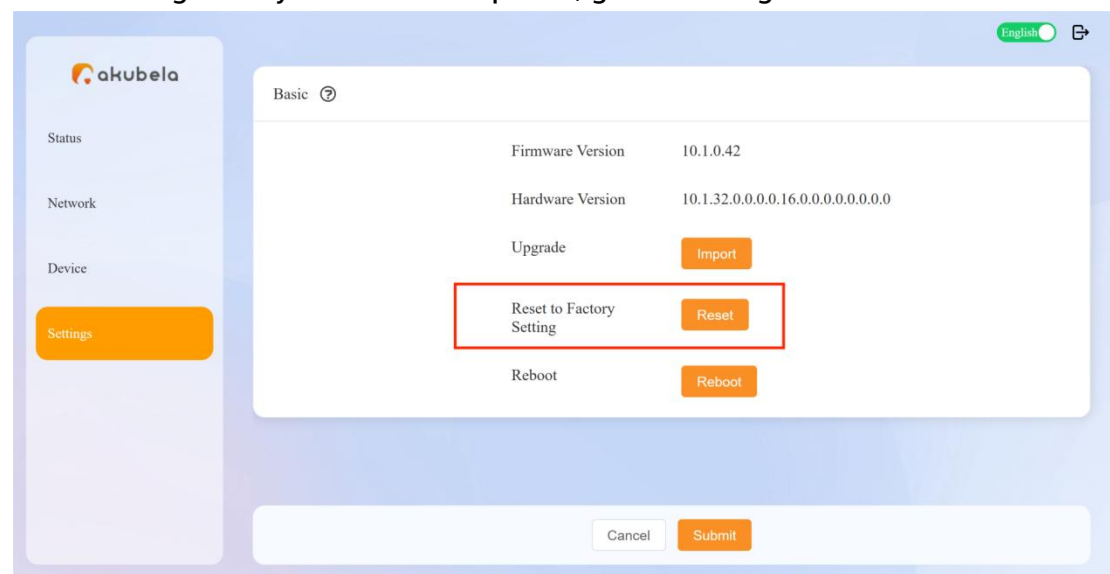 English
akubela
Status
Network
Device
Settings
Basic ?
Firmware Version 10.1.0.42
Hardware Version 10.1.32.0.0.0.0.16.0.0.0.0.0.0.0.0
Upgrade Import
Reset to Factory
Setting
Reset
Reboot Reboot
Cancel Submit